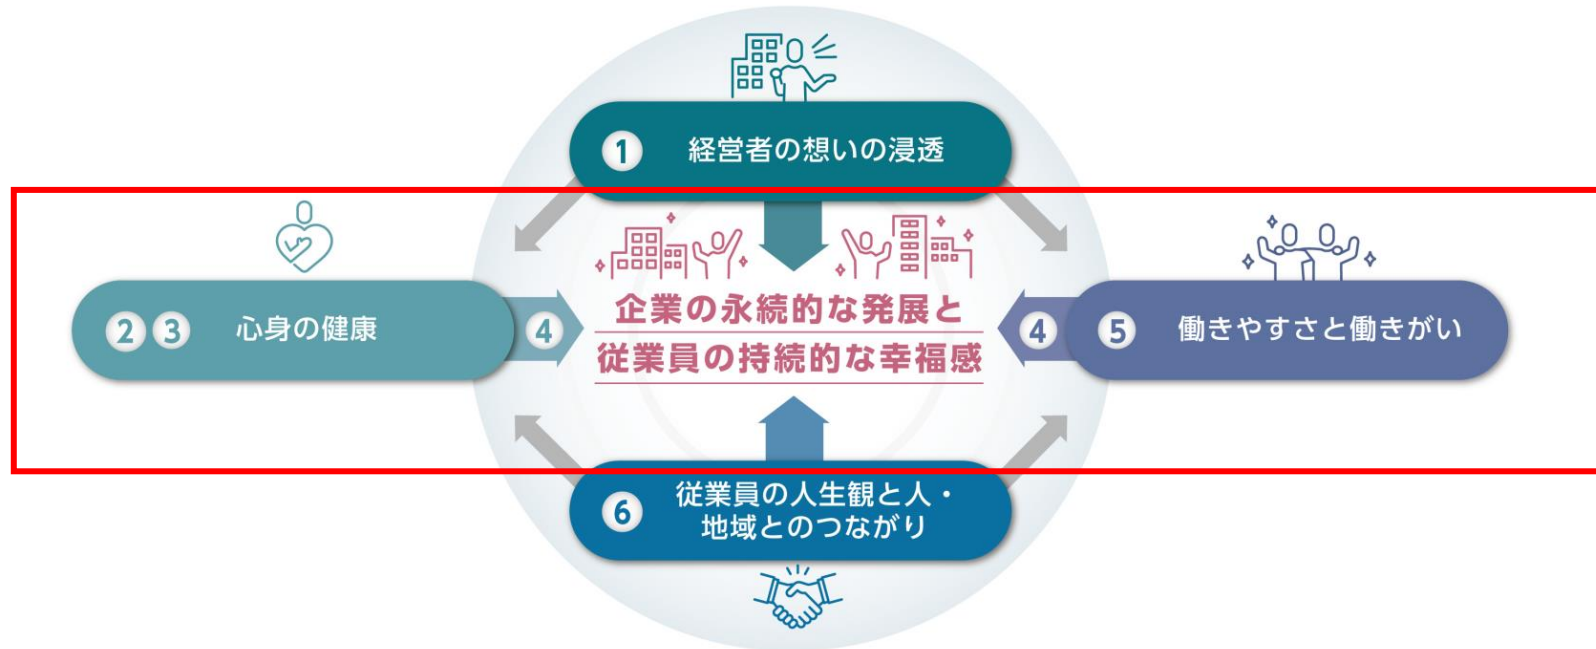 1 経営者の想いの浸透
2 3 心身の健康
4
企業の永続的な発展と
従業員の持続的な幸福感
4
5 働きやすさと働きがい
6 従業員の人生観と人・
地域とのつながり